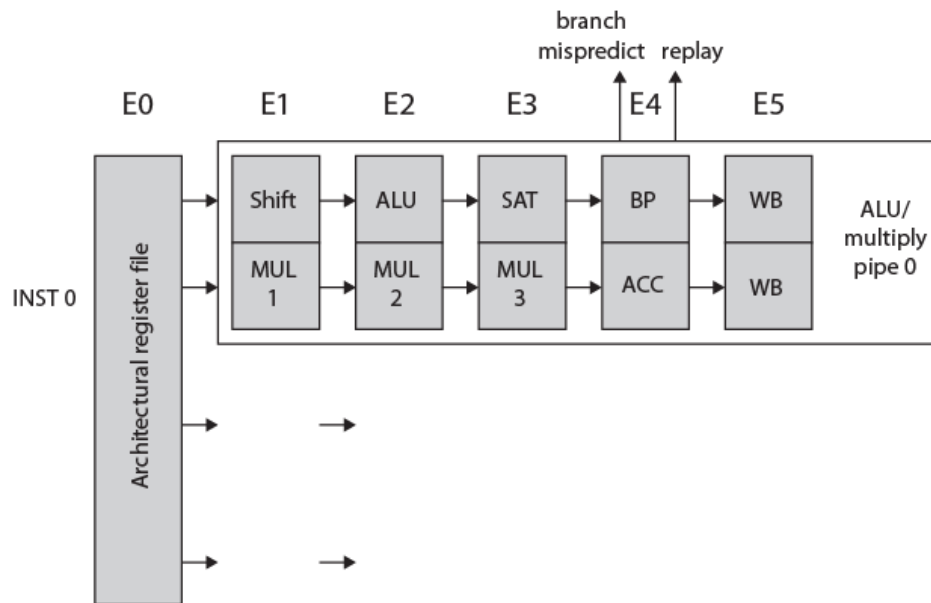 branch
mispredict replay
E0 E1 E2 E3 E4 E5
Shift ALU SAT BP WB
ALU/
multiply
pipe 0
MUL
1
MUL
2
MUL
3
ACC WB
INST 0
Architectural register file